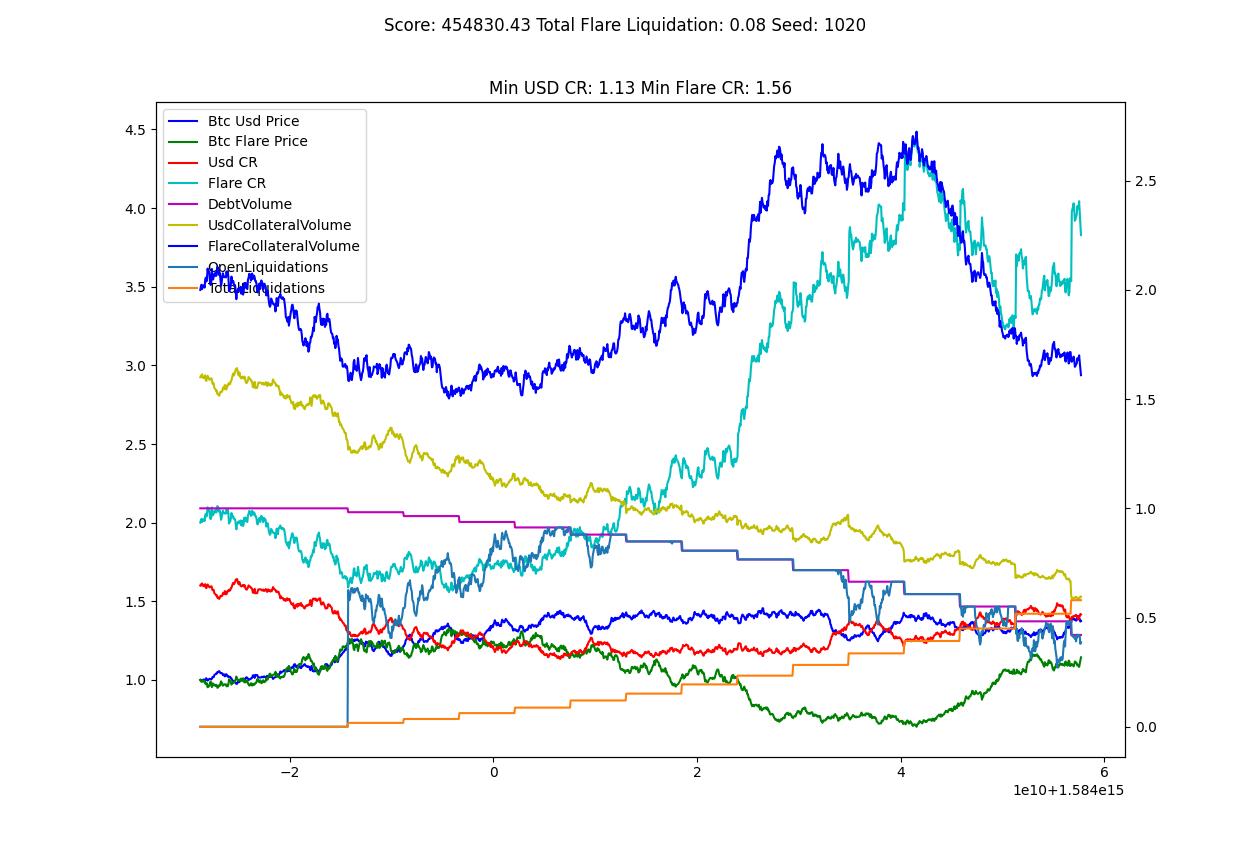 Score: 454830.43 Total Flare Liquidation: 0.08 Seed: 1020
Min USD CR: 1.13 Min Flare CR: 1.56
Btc Usd Price
Btc Flare Price
Usd CR
Flare CR
DebtVolume
UsdCollateralVolume
FlareCollateralVolume
OpenLiquidations
TotalLiquidations
4.5
4.0
3.5
3.0
2.5
2.0
1.5
1.0
2.5
2.0
1.5
1.0
0.5
0.0
−2
0
2
4
6
1e10+1.584e15